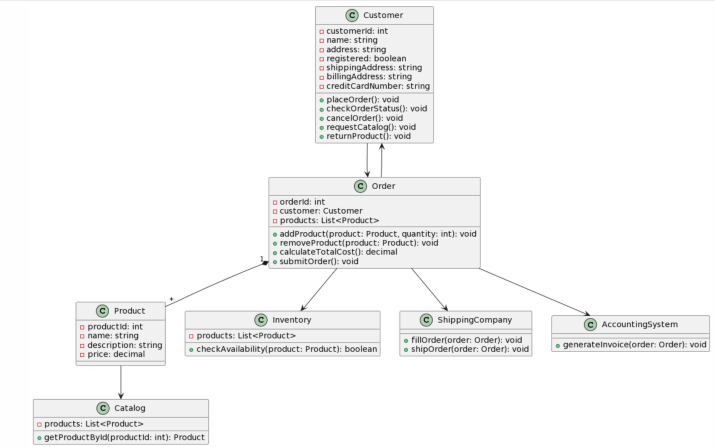 C Customer
customerId: int
name: string
address: string
registered: boolean
shippingAddress: string
billingAddress: string
creditCardNumber: string
placeOrder(): void
checkOrderStatus(): void
cancelOrder(): void
requestCatalog(): void
returnProduct(): void
C Order
orderId: int
customer: Customer
products: List<Product>
addProduct(product: Product, quantity: int): void
removeProduct(product: Product): void
calculateTotalCost(): decimal
submitOrder(): void
1
*
C Product
productId: int
name: string
description: string
price: decimal
C Inventory
products: List<Product>
checkAvailability(product: Product): boolean
C ShippingCompany
fillOrder(order: Order): void
shipOrder(order: Order): void
C AccountingSystem
generateInvoice(order: Order): void
C Catalog
products: List<Product>
getProductById(productId: int): Product